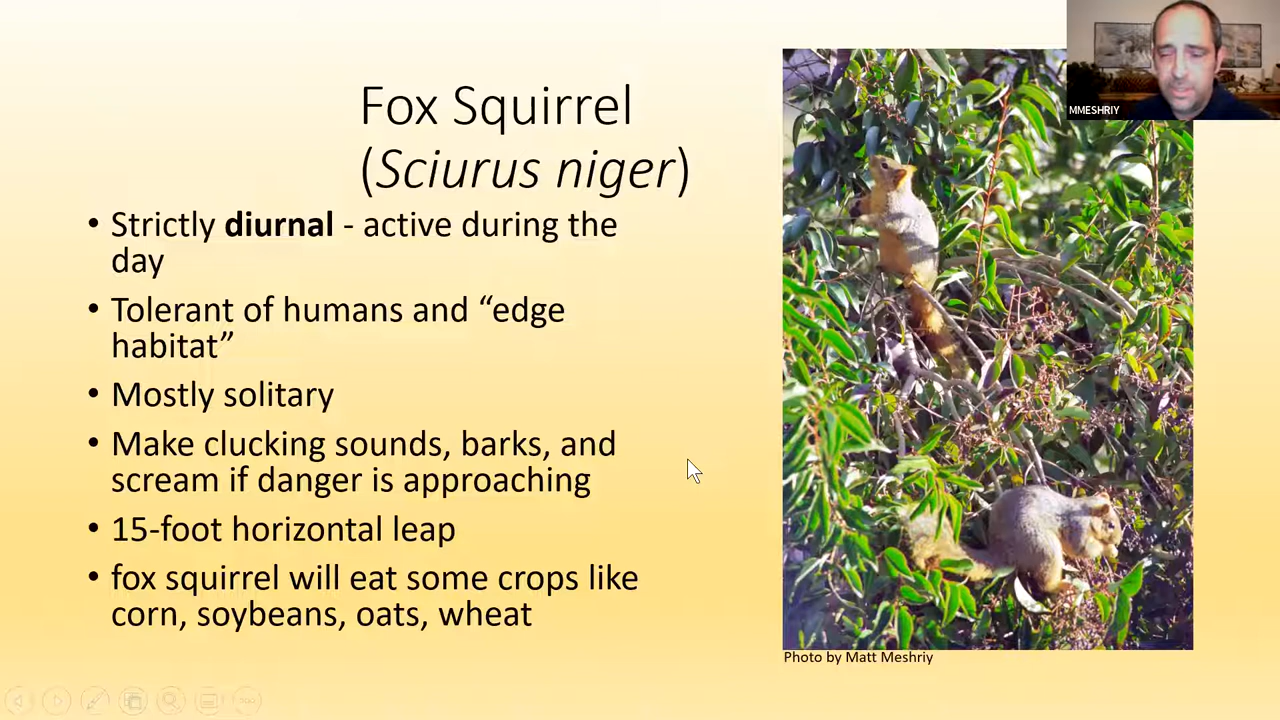 MMESHRIY
Fox Squirrel
(Sciurus niger)
• Strictly diurnal - active during the
day
• Tolerant of humans and “edge
habitat”
• Mostly solitary
• Make clucking sounds, barks, and
scream if danger is approaching
• 15-foot horizontal leap
• fox squirrel will eat some crops like
corn, soybeans, oats, wheat
Photo by Matt Meshriy